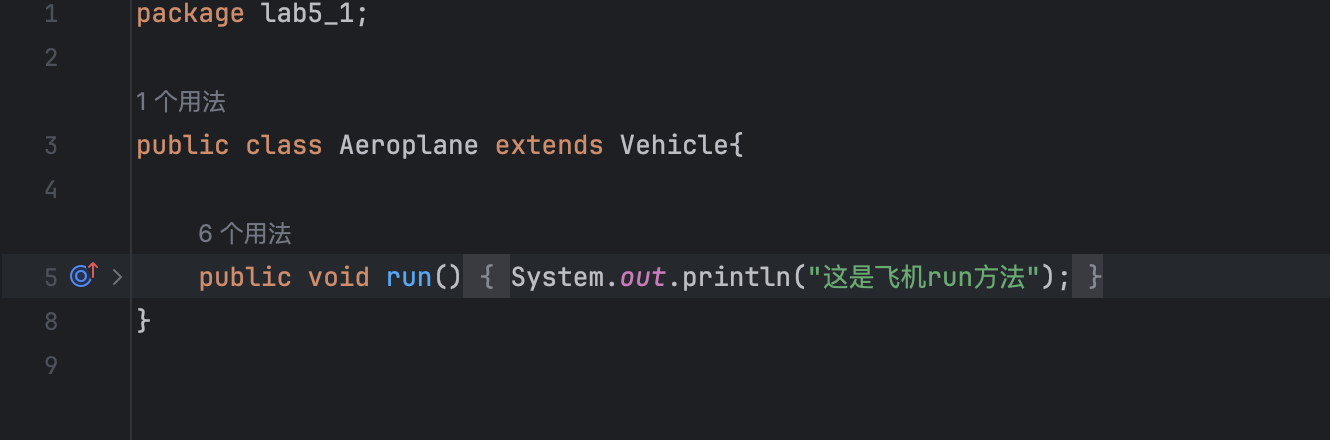 1 package lab5_1;
2
1 个用法
3 public class Aeroplane extends Vehicle{
4
6 个用法
5 public void run() { System.out.println("这是飞机run方法"); }
8 }
9